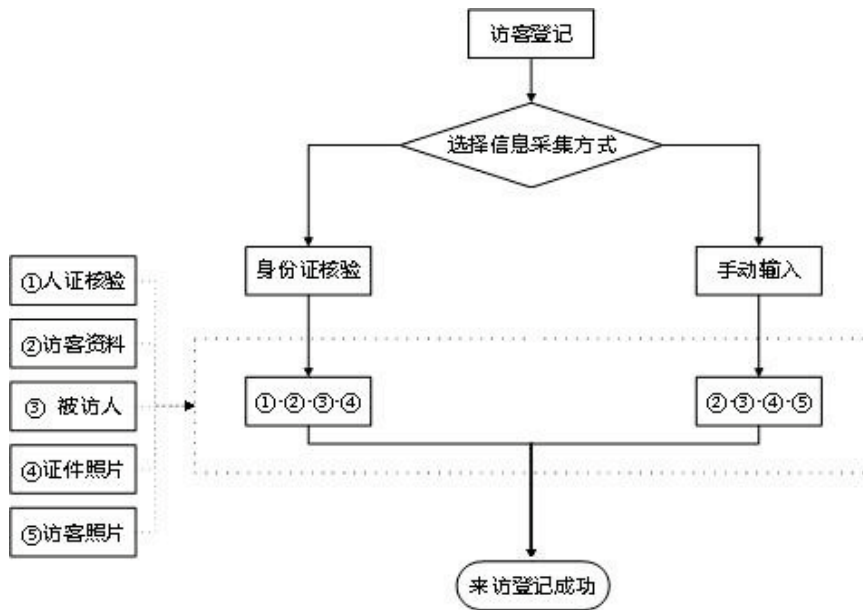 访客登记
选择信息采集方式
身份证核验
手动输入
①人证核验
②访客资料
③ 被访人
④证件照片
⑤访客照片
①-②-③-④
②-③-④-⑤
来访登记成功